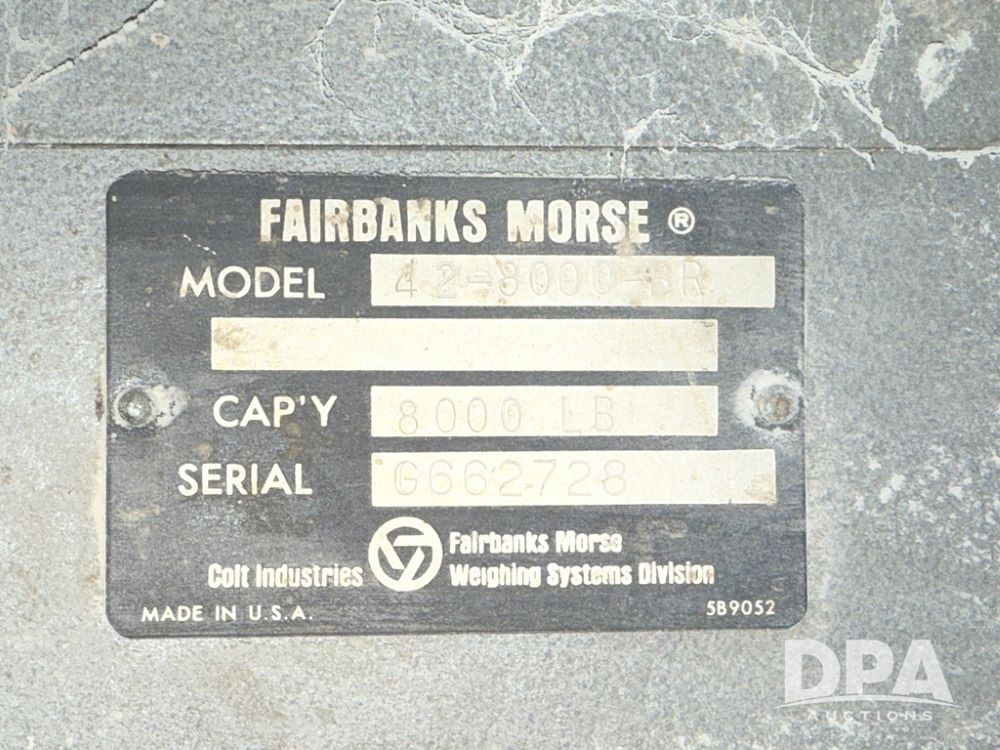 FAIRBANKS MORSE ®
MODEL 42-8000-BR
CAP'Y 8000 LB
SERIAL G662728
Colt Industries
Fairbanks Morse
Weighing Systems Division
MADE IN U.S.A.
5B9052
DPA
AUCTIONS